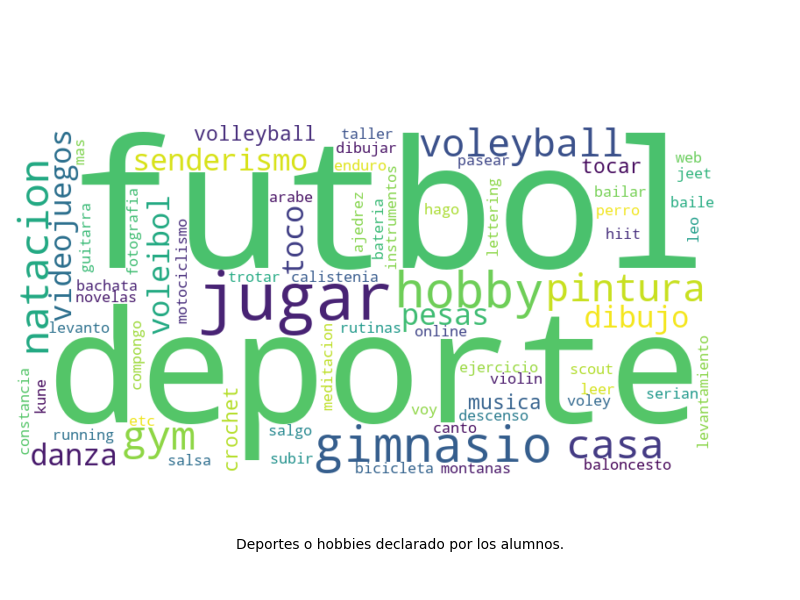 futbol
deporte
jugar
hobby
pintura
natacion
videojuegos
mas
guitarra
fotografia
voleibol
motociclismo
senderismo
volleyball
taller
dibujar
enduro
voleyball
pasear
tocar
web
jeet
bailar
perro
baile
hiit
leo
arabe
toco
ajedrez
bateria
instrumentos
hago
lettering
bachata
novelas
levanto
trotar
calistenia
pesas
online
rutinas
dibujo
constancia
kune
compongo
meditacion
ejercicio
violin
scout
leer
voley
serian
levantamiento
etc
running
gym
danza
salsa
crochet
salgo
subir
voy
musica
descenso
canto
gimnasio
bicicleta
montanas
casa
baloncesto
Deportes o hobbies declarado por los alumnos.